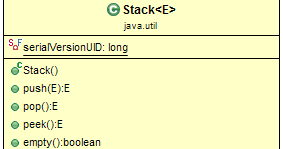 C Stack<E>
java.util
S F serialVersionUID: long
C Stack()
push(E):E
pop():E
peek():E
empty():boolean